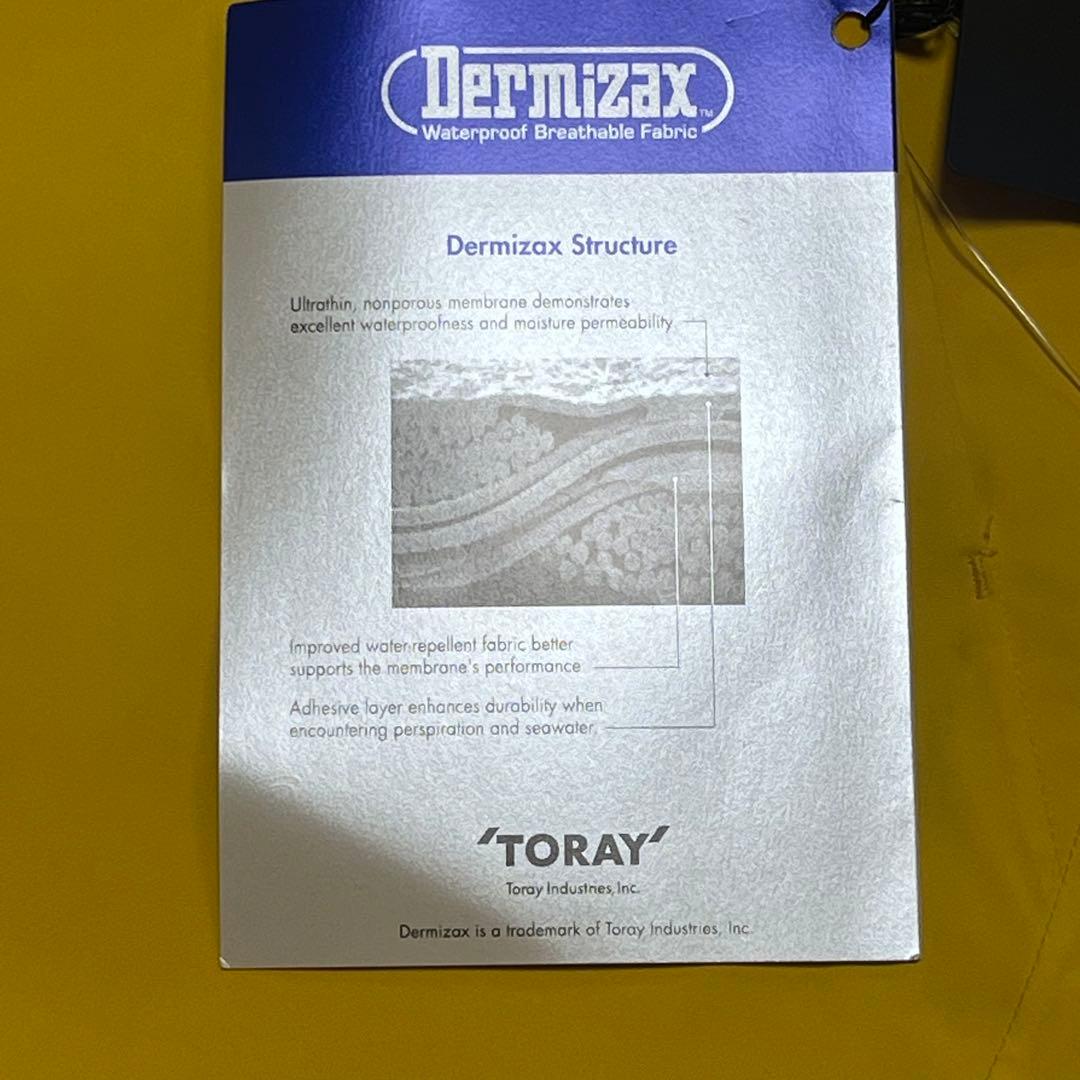 Dermizax™
Waterproof Breathable Fabric
Dermizax Structure
Ultrathin, nonporous membrane demonstrates
excellent waterproofness and moisture permeability
Improved water repellent fabric better
supports the membrane's performance
Adhesive layer enhances durability when
encountering perspiration and seawater.
'TORAY'
Toray Industries, Inc.
Dermizax is a trademark of Toray Industries, Inc.